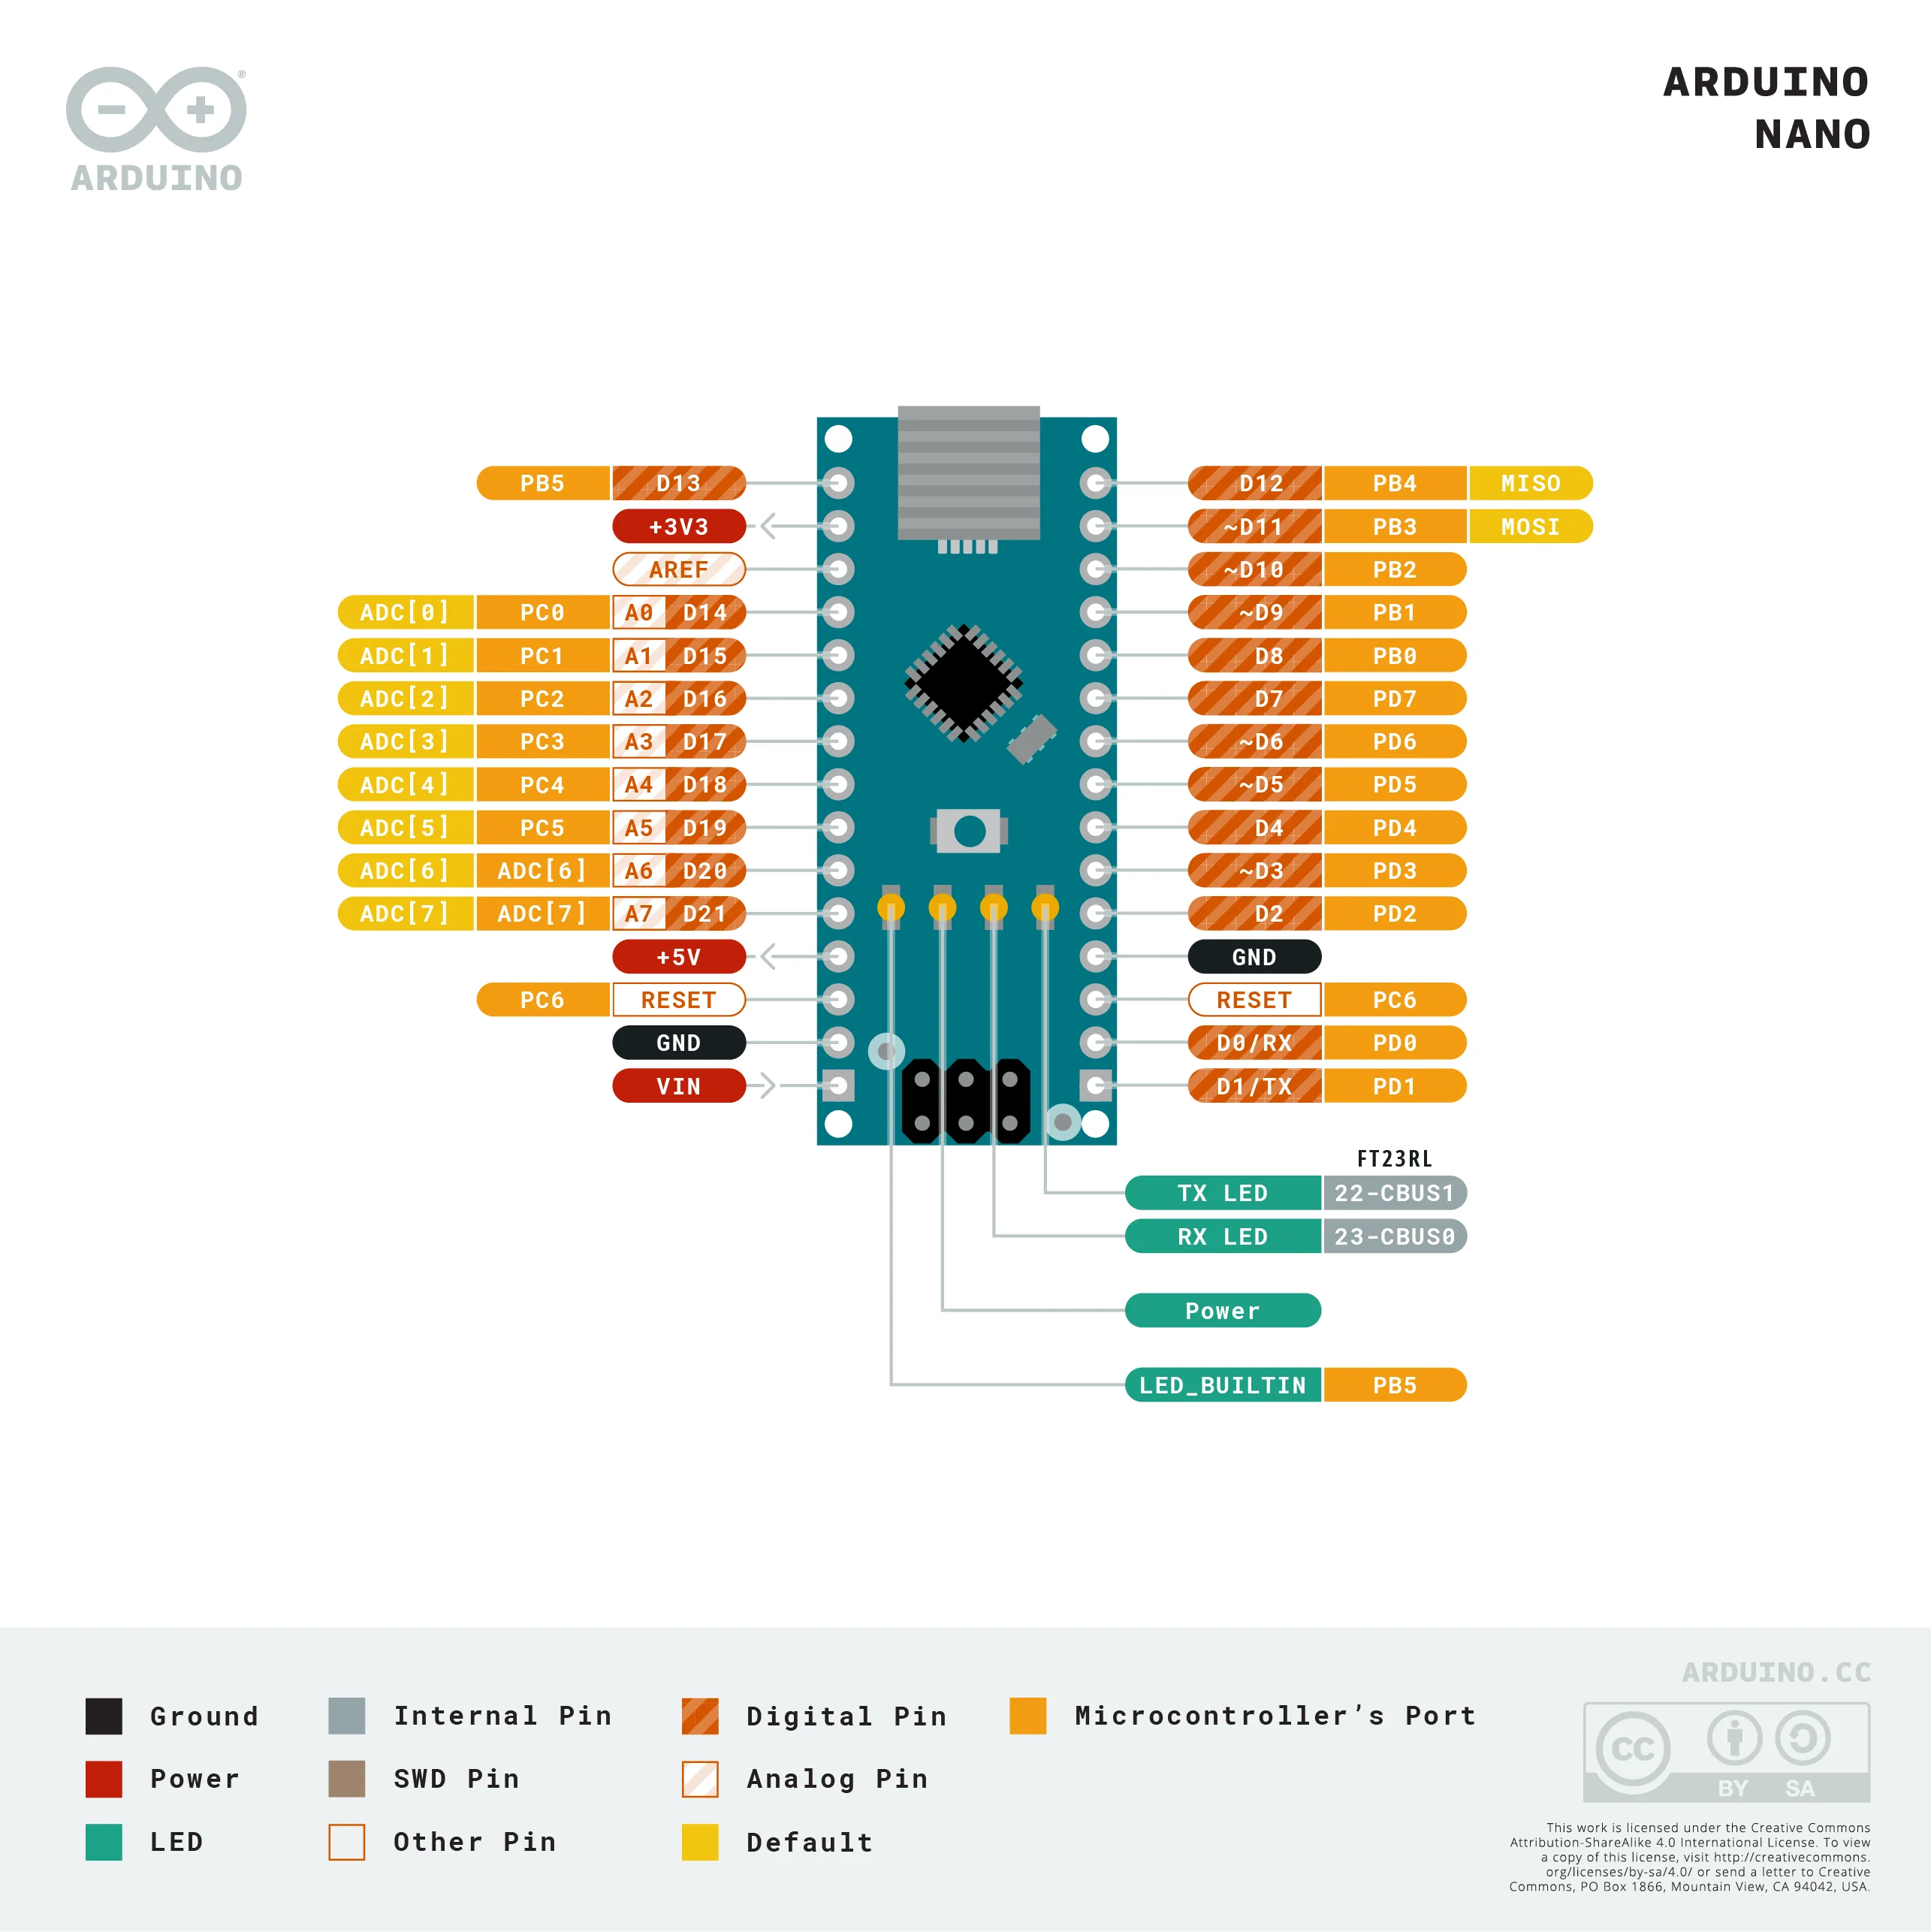 ®
ARDUINO
ARDUINO
NANO
PB5 D13
+3V3
AREF
ADC[0] PC0 A0 D14
ADC[1] PC1 A1 D15
ADC[2] PC2 A2 D16
ADC[3] PC3 A3 D17
ADC[4] PC4 A4 D18
ADC[5] PC5 A5 D19
ADC[6] ADC[6] A6 D20
ADC[7] ADC[7] A7 D21
+5V
PC6 RESET
GND
VIN
D12 PB4 MISO
~D11 PB3 MOSI
~D10 PB2
~D9 PB1
D8 PB0
D7 PD7
~D6 PD6
~D5 PD5
D4 PD4
~D3 PD3
D2 PD2
GND
RESET PC6
D0/RX PD0
D1/TX PD1
FT23RL
TX LED 22-CBUS1
RX LED 23-CBUS0
Power
LED_BUILTIN PB5
Ground
Power
LED
Internal Pin
SWD Pin
Other Pin
Digital Pin
Analog Pin
Default
Microcontroller's Port
ARDUINO.CC
CC
BY SA
This work is licensed under the Creative Commons
Attribution-ShareAlike 4.0 International License. To view
a copy of this license, visit http://creativecommons.
org/licenses/by-sa/4.0/ or send a letter to Creative
Commons, PO Box 1866, Mountain View, CA 94042, USA.